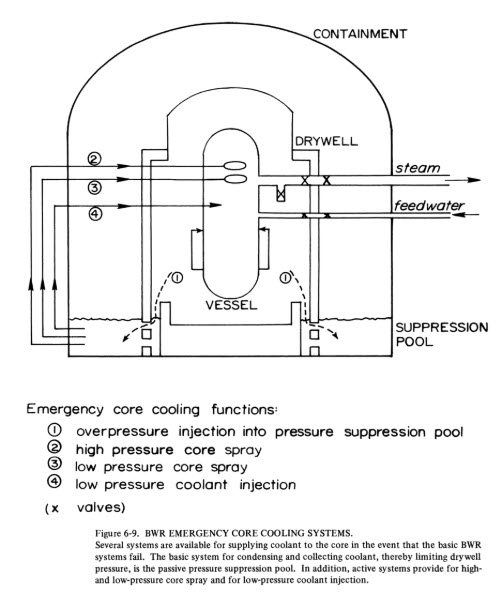 CONTAINMENT
DRYWELL
②
steam
③
④
feedwater
① ①
VESSEL
SUPPRESSION
POOL
Emergency core cooling functions:
① overpressure injection into pressure suppression pool
② high pressure core spray
③ low pressure core spray
④ low pressure coolant injection
(x valves)
Figure 6-9. BWR EMERGENCY CORE COOLING SYSTEMS.
Several systems are available for supplying coolant to the core in the event that the basic BWR
systems fail. The basic system for condensing and collecting coolant, thereby limiting drywell
pressure, is the passive pressure suppression pool. In addition, active systems provide for high-
and low-pressure core spray and for low-pressure coolant injection.